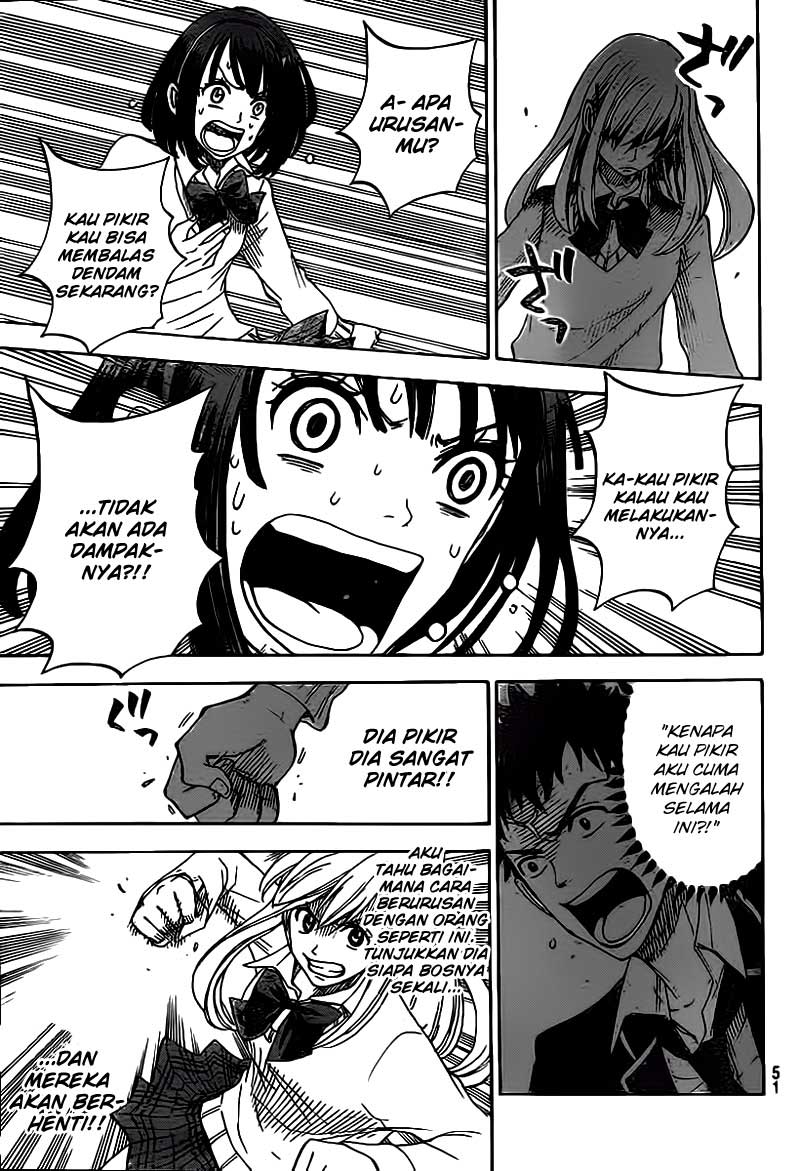 A- APA
URUSAN-
MU?
KAU PIKIR
KAU BISA
MEMBALAS
DENDAM
SEKARANG?
KA-KAU PIKIR
KALAU KAU
MELAKUKAN-
NYA...
...TIDAK
AKAN ADA
DAMPAK-
NYA?!!
"KENAPA
KAU PIKIR
AKU CUMA
MENGALAH
SELAMA
INI?!"
DIA PIKIR
DIA SANGAT
PINTAR!!
AKU
TAHU BAGAI-
MANA CARA
BERURUSAN
DENGAN ORANG
SEPERTI INI.
TUNJUKKAN DIA
SIAPA BOSNYA
SEKALI...
...DAN
MEREKA
AKAN BER-
HENTI!!
51